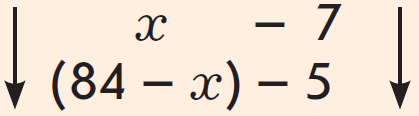 x – 7
(84 – x) – 5